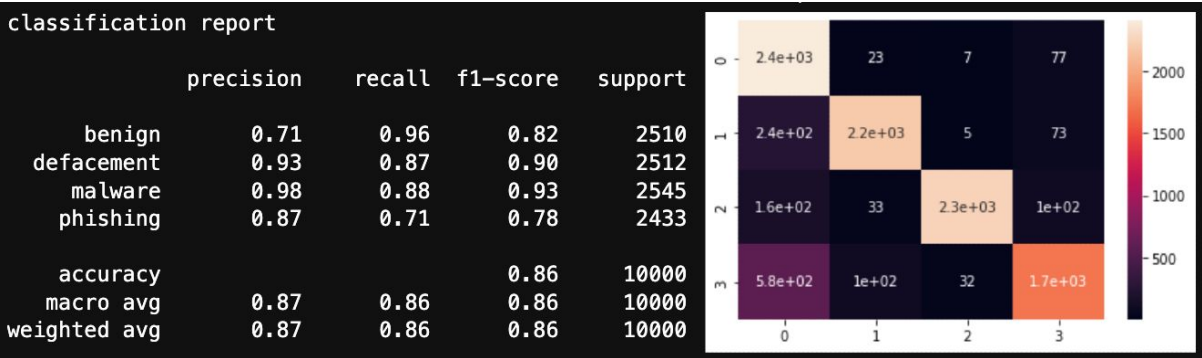 classification report
precision recall f1-score support
benign 0.71 0.96 0.82 2510
defacement 0.93 0.87 0.90 2512
malware 0.98 0.88 0.93 2545
phishing 0.87 0.71 0.78 2433
accuracy 0.86 10000
macro avg 0.87 0.86 0.86 10000
weighted avg 0.87 0.86 0.86 10000
0 2.4e+03 23 7 77
1 2.4e+02 2.2e+03 5 73
2 1.6e+02 33 2.3e+03 1e+02
3 5.8e+02 1e+02 32 1.7e+03
0 1 2 3
2000
1500
1000
500